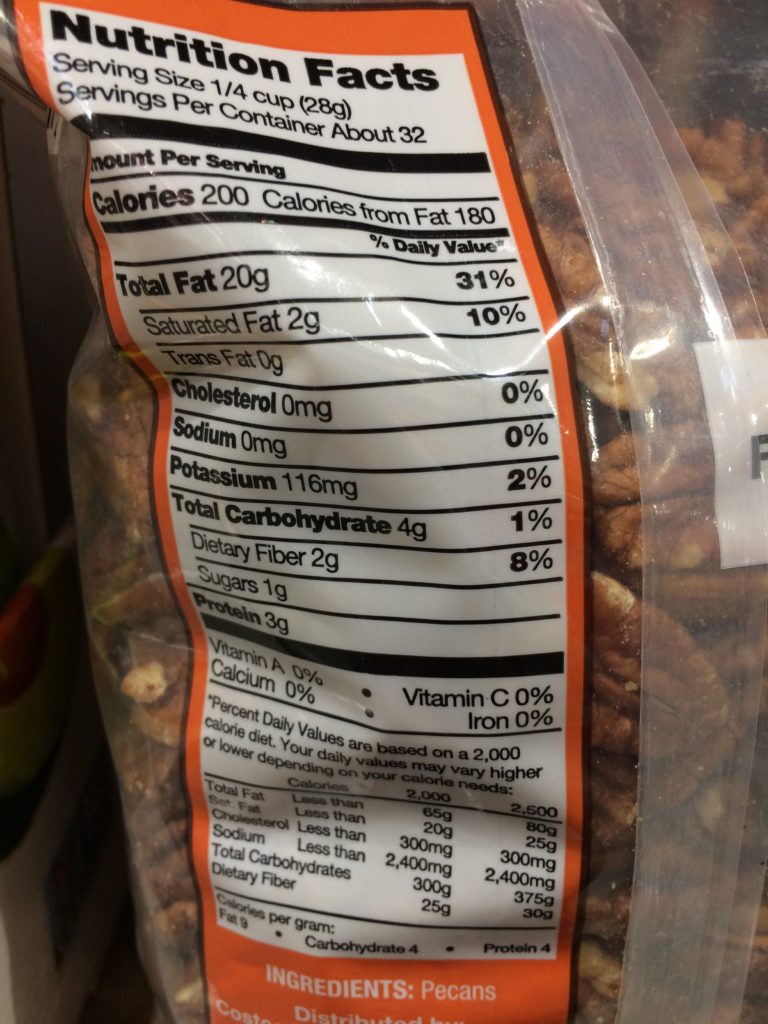 Nutrition Facts
Serving Size 1/4 cup (28g)
Servings Per Container About 32
mount Per Serving
Calories 200 Calories from Fat 180
% Daily Value*
Total Fat 20g 31%
Saturated Fat 2g 10%
Trans Fat 0g
Cholesterol 0mg 0%
Sodium 0mg 0%
Potassium 116mg 2%
Total Carbohydrate 4g 1%
Dietary Fiber 2g 8%
Sugars 1g
Protein 3g
Vitamin A 0% • Vitamin C 0%
Calcium 0% • Iron 0%
*Percent Daily Values are based on a 2,000
calorie diet. Your daily values may vary higher
or lower depending on your calorie needs:
Calories 2,000 2,500
Total Fat Less than 65g 80g
Sat. Fat Less than 20g 25g
Cholesterol Less than 300mg 300mg
Sodium Less than 2,400mg 2,400mg
Total Carbohydrates 300g 375g
Dietary Fiber 25g 30g
Calories per gram:
Fat 9 • Carbohydrate 4 • Protein 4
INGREDIENTS: Pecans
Distributed by: